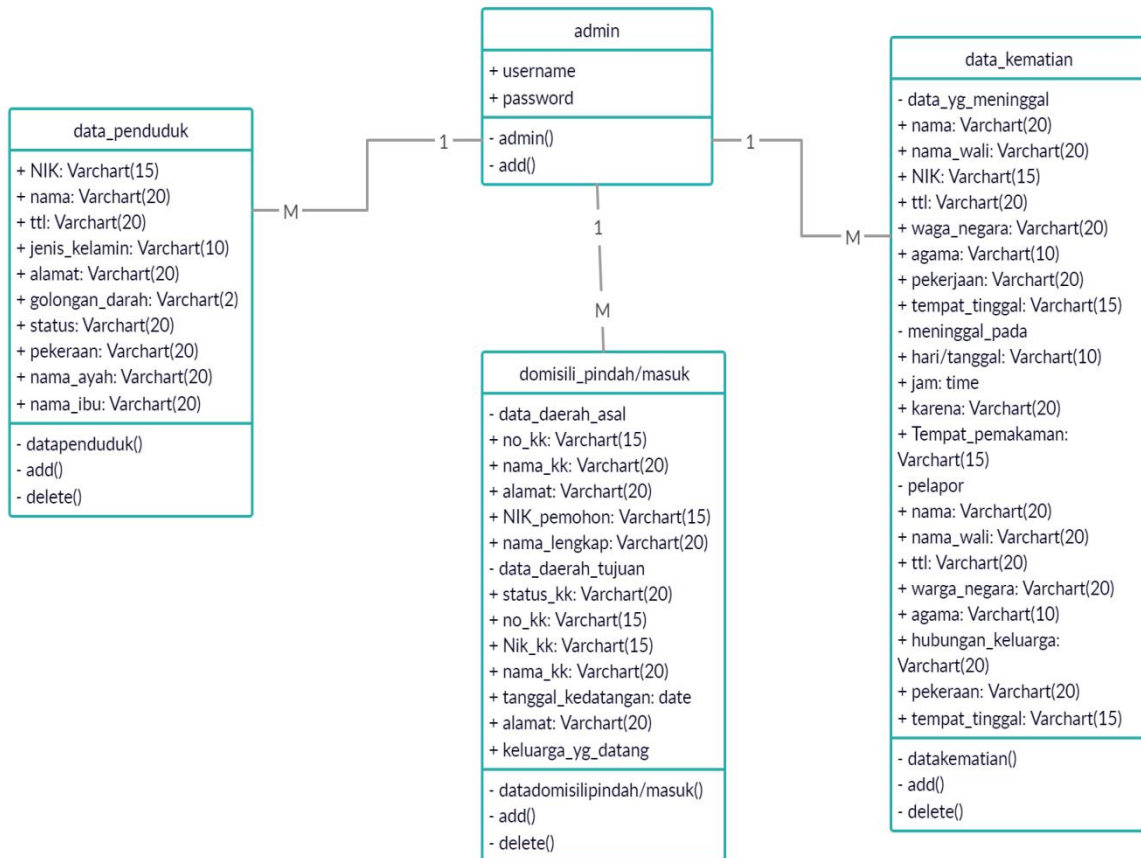 admin
+ username
+ password
- admin()
- add()
data_penduduk
+ NIK: Varchart(15)
+ nama: Varchart(20)
+ ttl: Varchart(20)
+ jenis_kelamin: Varchart(10)
+ alamat: Varchart(20)
+ golongan_darah: Varchart(2)
+ status: Varchart(20)
+ pekeraan: Varchart(20)
+ nama_ayah: Varchart(20)
+ nama_ibu: Varchart(20)
- datapenduduk()
- add()
- delete()
1
M
1
M
1
M
domisili_pindah/masuk
- data_daerah_asal
+ no_kk: Varchart(15)
+ nama_kk: Varchart(20)
+ alamat: Varchart(20)
+ NIK_pemohon: Varchart(15)
+ nama_lengkap: Varchart(20)
- data_daerah_tujuan
+ status_kk: Varchart(20)
+ no_kk: Varchart(15)
+ Nik_kk: Varchart(15)
+ nama_kk: Varchart(20)
+ tanggal_kedatangan: date
+ alamat: Varchart(20)
+ keluarga_yg_datang
- datadomisilipindah/masuk()
- add()
- delete()
data_kematian
- data_yg_meninggal
+ nama: Varchart(20)
+ nama_wali: Varchart(20)
+ NIK: Varchart(15)
+ ttl: Varchart(20)
+ waga_negara: Varchart(20)
+ agama: Varchart(10)
+ pekerjaan: Varchart(20)
+ tempat_tinggal: Varchart(15)
- meninggal_pada
+ hari/tanggal: Varchart(10)
+ jam: time
+ karena: Varchart(20)
+ Tempat_pemakaman:
Varchart(15)
- pelapor
+ nama: Varchart(20)
+ nama_wali: Varchart(20)
+ ttl: Varchart(20)
+ warga_negara: Varchart(20)
+ agama: Varchart(10)
+ hubungan_keluarga:
Varchart(20)
+ pekeraan: Varchart(20)
+ tempat_tinggal: Varchart(15)
- datakematian()
- add()
- delete()